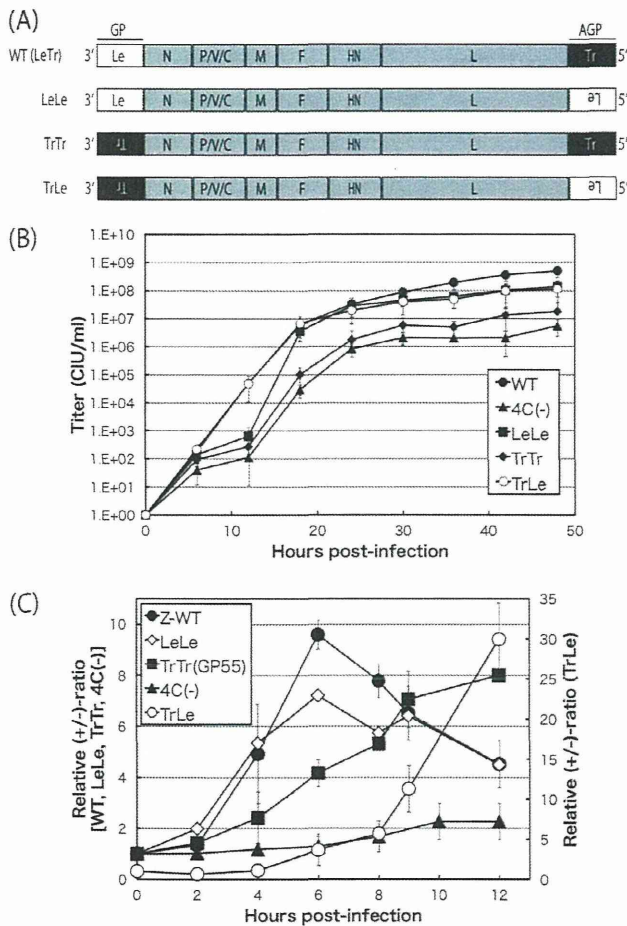 (A)
GP AGP
WT (LeTr) 3' Le N P/V/C M F HN L Tr 5'
LeLe 3' Le N P/V/C M F HN L Le 5'
TrTr 3' Tr N P/V/C M F HN L Tr 5'
TrLe 3' Tr N P/V/C M F HN L Le 5'
(B)
Titer (CIU/ml)
1.E+10
1.E+09
1.E+08
1.E+07
1.E+06
1.E+05
1.E+04
1.E+03
1.E+02
1.E+01
1.E+00
0 10 20 30 40 50
Hours post-infection
WT
4C(-)
LeLe
TrTr
TrLe
(C)
Relative (+/-)-ratio
[WT, LeLe, TrTr, 4C(-)]
10
8
6
4
2
0
Z-WT
LeLe
TrTr(GP55)
4C(-)
TrLe
35
30
25
20
15
10
5
0
Relative (+/-)-ratio (TrLe)
0 2 4 6 8 10 12
Hours post-infection